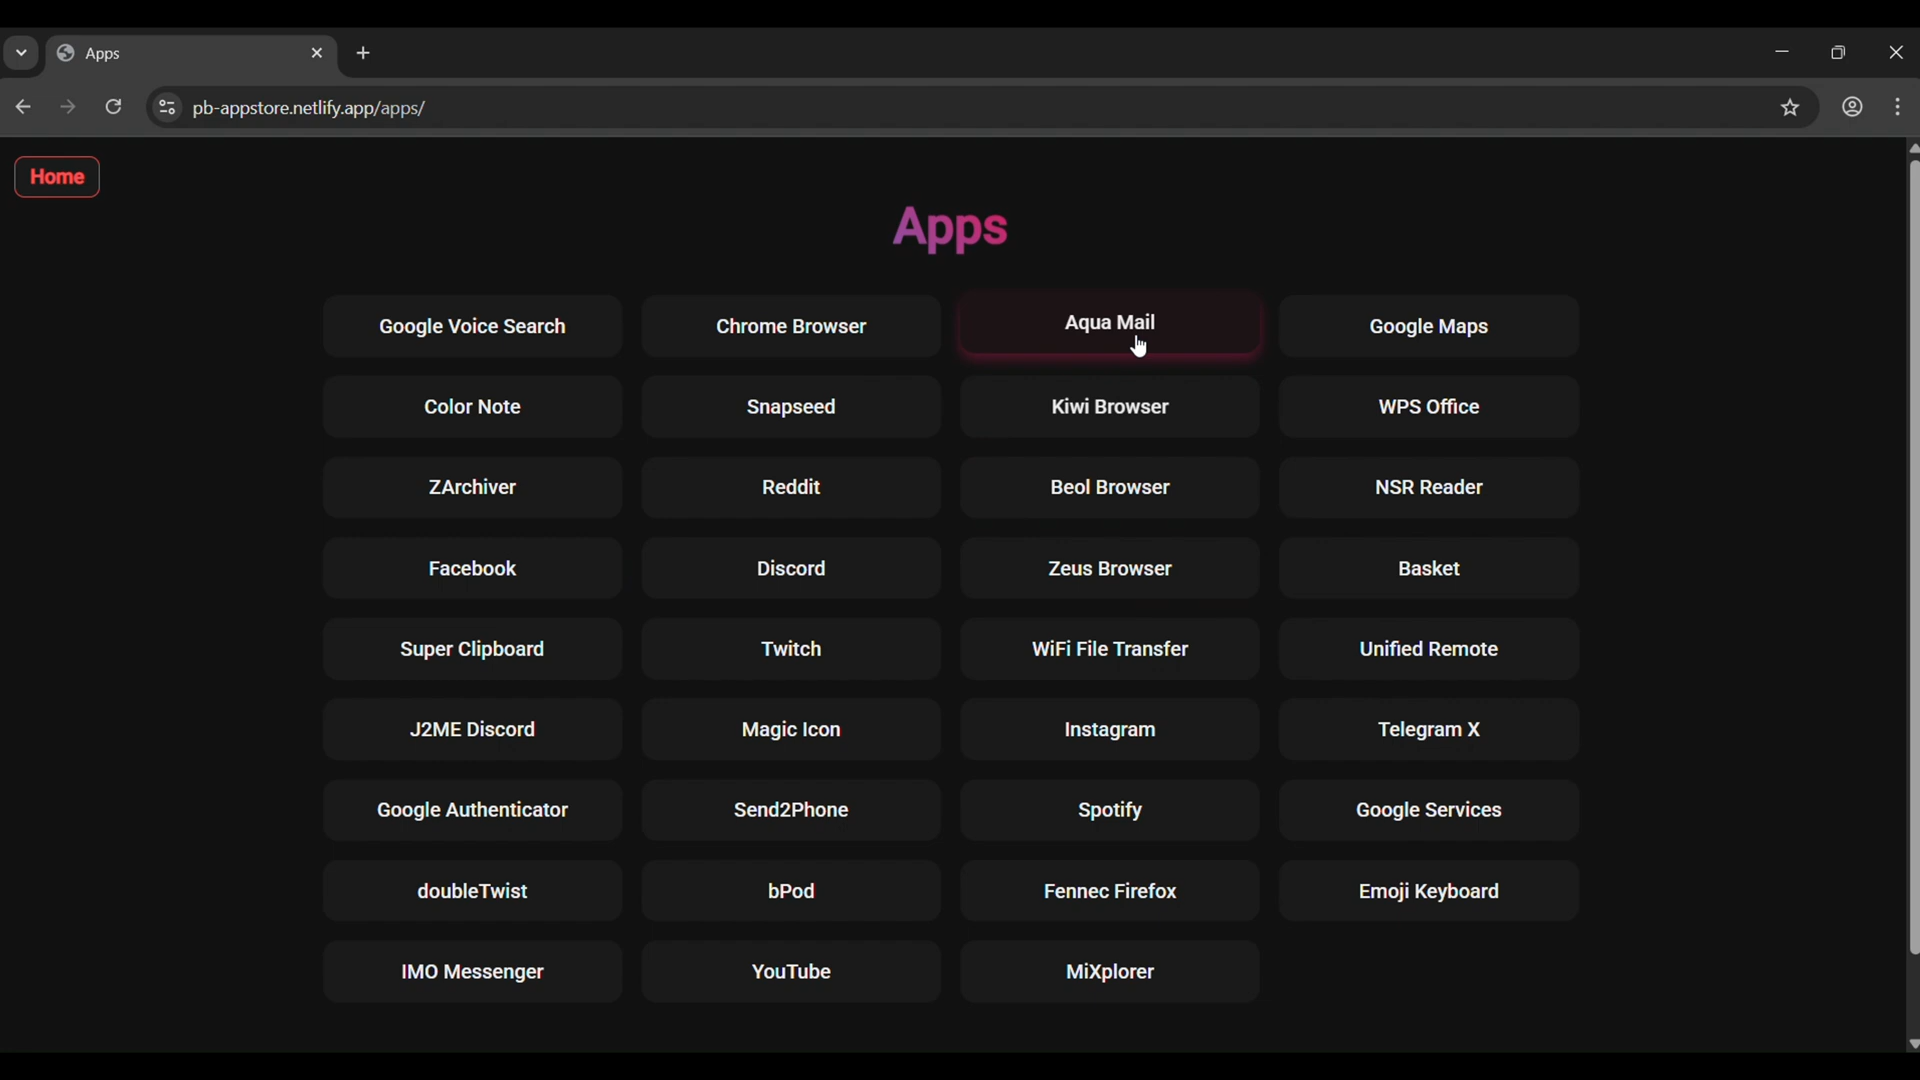 Apps
pb-appstore.netlify.app/apps/
Home
Apps
Google Voice Search
Chrome Browser
Aqua Mail
Google Maps
Color Note
Snapseed
Kiwi Browser
WPS Office
ZArchiver
Reddit
Beol Browser
NSR Reader
Facebook
Discord
Zeus Browser
Basket
Super Clipboard
Twitch
WiFi File Transfer
Unified Remote
J2ME Discord
Magic Icon
Instagram
Telegram X
Google Authenticator
Send2Phone
Spotify
Google Services
doubleTwist
bPod
Fennec Firefox
Emoji Keyboard
IMO Messenger
YouTube
MiXplorer